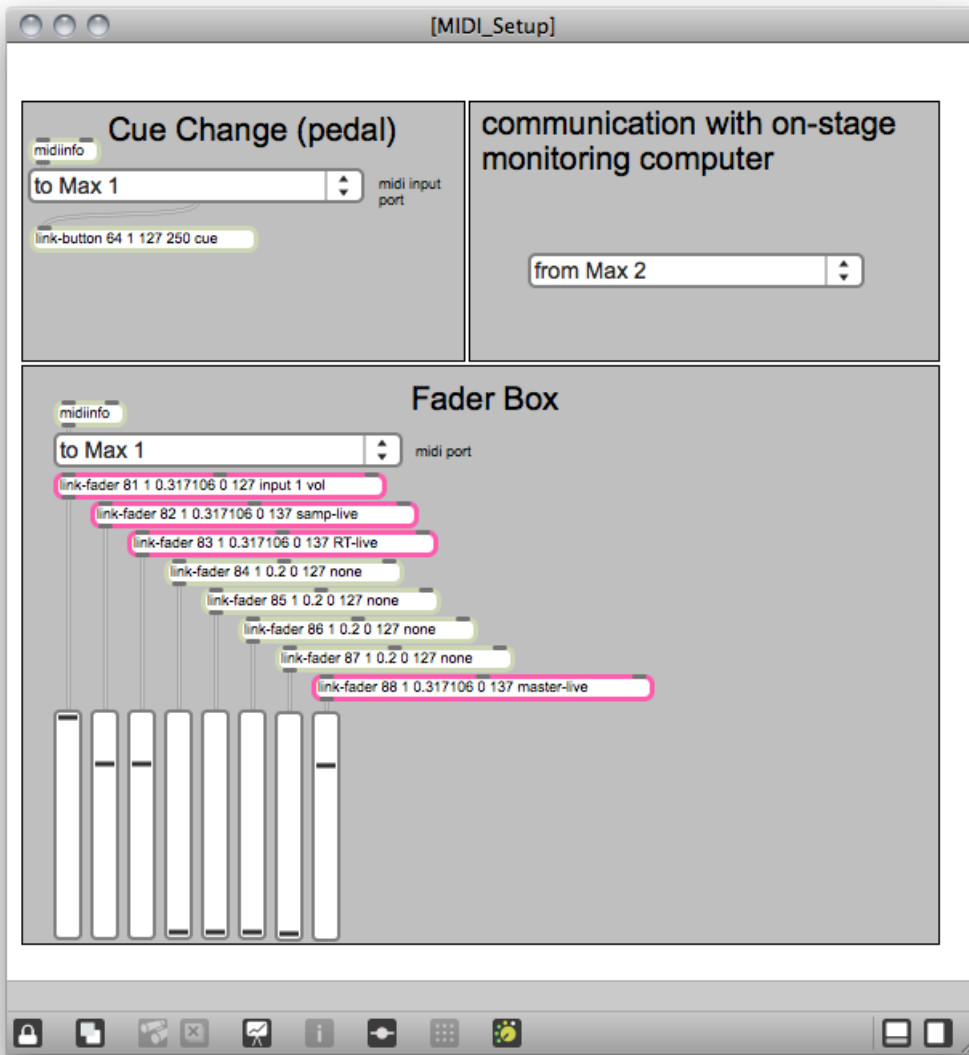 [MIDI_Setup]
Cue Change (pedal)
midiinfo
to Max 1
midi input
port
link-button 64 1 127 250 cue
communication with on-stage
monitoring computer
from Max 2
Fader Box
midiinfo
to Max 1
midi port
link-fader 81 1 0.317106 0 127 input 1 vol
link-fader 82 1 0.317106 0 137 samp-live
link-fader 83 1 0.317106 0 137 RT-live
link-fader 84 1 0.2 0 127 none
link-fader 85 1 0.2 0 127 none
link-fader 86 1 0.2 0 127 none
link-fader 87 1 0.2 0 127 none
link-fader 88 1 0.317106 0 137 master-live